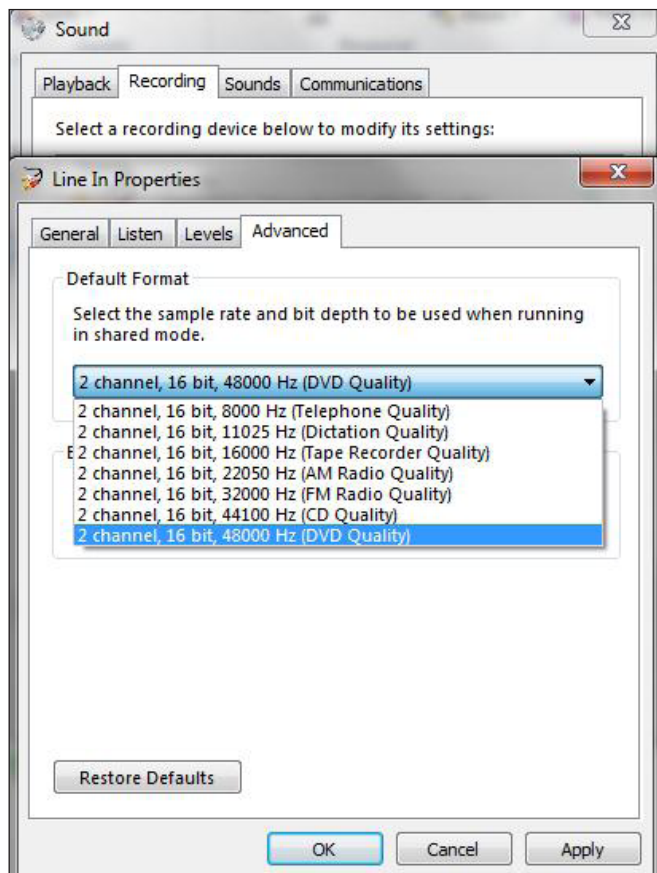 Sound
Playback Recording Sounds Communications
Select a recording device below to modify its settings:
Line In Properties
General Listen Levels Advanced
Default Format
Select the sample rate and bit depth to be used when running
in shared mode.
2 channel, 16 bit, 48000 Hz (DVD Quality)
2 channel, 16 bit, 8000 Hz (Telephone Quality)
2 channel, 16 bit, 11025 Hz (Dictation Quality)
2 channel, 16 bit, 16000 Hz (Tape Recorder Quality)
2 channel, 16 bit, 22050 Hz (AM Radio Quality)
2 channel, 16 bit, 32000 Hz (FM Radio Quality)
2 channel, 16 bit, 44100 Hz (CD Quality)
2 channel, 16 bit, 48000 Hz (DVD Quality)
Restore Defaults
OK Cancel Apply